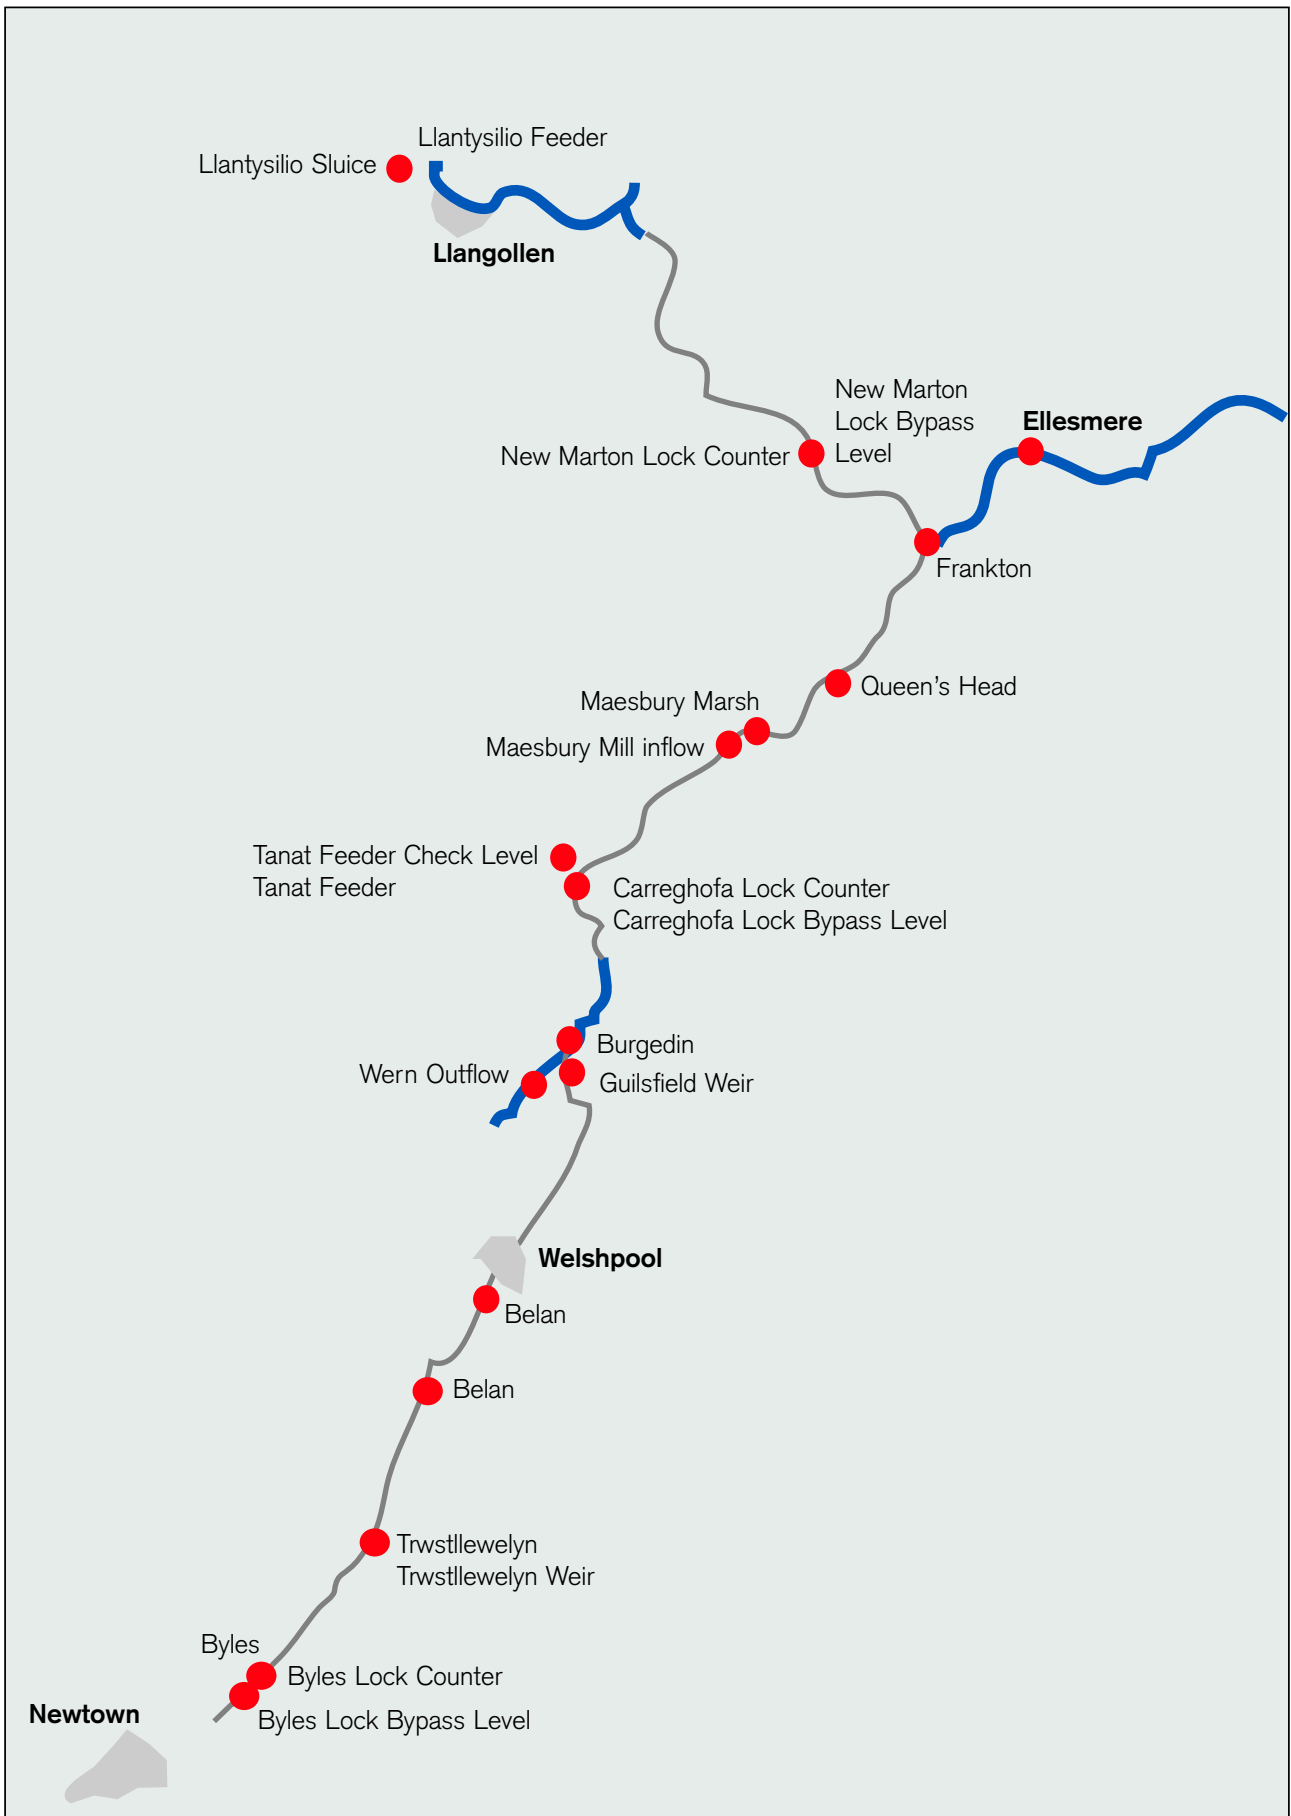 Llantysilio Feeder
Llantysilio Sluice
Llangollen
New Marton
Lock Bypass
Level
Ellesmere
New Marton Lock Counter
Frankton
Queen's Head
Maesbury Marsh
Maesbury Mill inflow
Tanat Feeder Check Level
Tanat Feeder
Carreghofa Lock Counter
Carreghofa Lock Bypass Level
Burgedin
Wern Outflow
Guilsfield Weir
Welshpool
Belan
Belan
Trwstllewelyn
Trwstllewelyn Weir
Byles
Byles Lock Counter
Newtown
Byles Lock Bypass Level